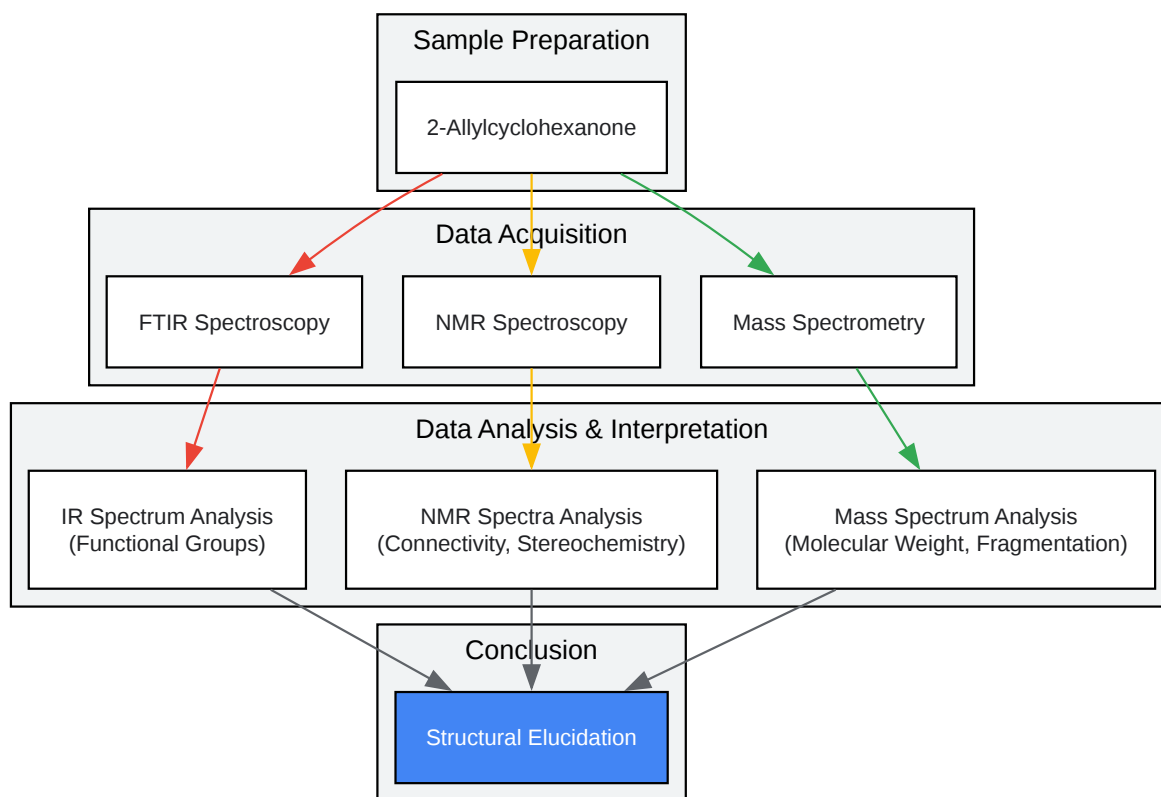 Sample Preparation
2-Allylcyclohexanone
Data Acquisition
FTIR Spectroscopy
NMR Spectroscopy
Mass Spectrometry
Data Analysis & Interpretation
IR Spectrum Analysis
(Functional Groups)
NMR Spectra Analysis
(Connectivity, Stereochemistry)
Mass Spectrum Analysis
(Molecular Weight, Fragmentation)
Conclusion
Structural Elucidation